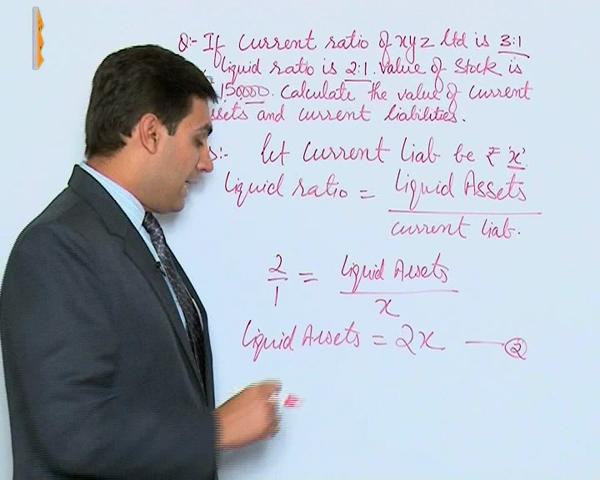 Q:- If current ratio of xyz ltd is 3:1
liquid ratio is 2:1. value of stock is
150000. Calculate the value of current
ssets and current liabilities.
s:- let current liab be ₹ 'x'.
liquid ratio = liquid Assets
current liab.
2
1
= liquid Assets
x
liquid Assets = 2x — 2